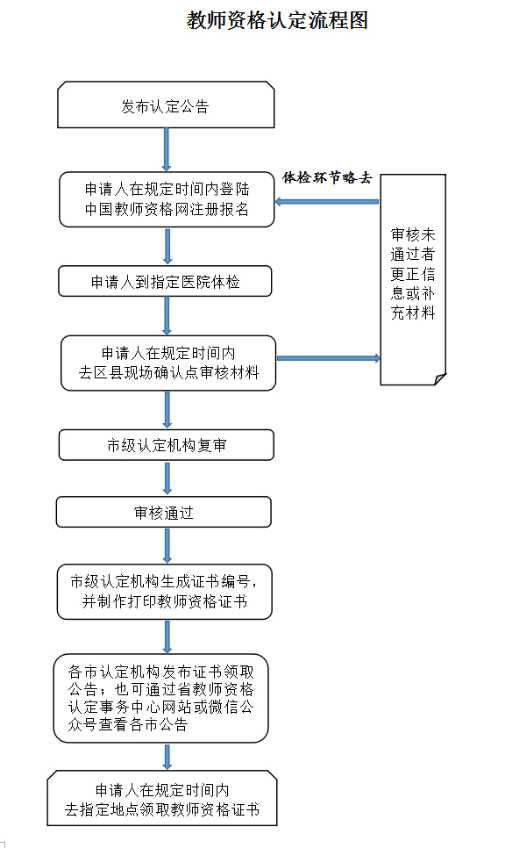 教师资格认定流程图
发布认定公告
申请人在规定时间内登陆
中国教师资格网注册报名
体检环节略去
审核未
通过者
更正信
息或补
充材料
申请人到指定医院体检
申请人在规定时间内
去区县现场确认点审核材料
市级认定机构复审
审核通过
市级认定机构生成证书编号，
并制作打印教师资格证书
各市认定机构发布证书领取
公告；也可通过省教师资格
认定事务中心网站或微信公
众号查看各市公告
申请人在规定时间内
去指定地点领取教师资格证书